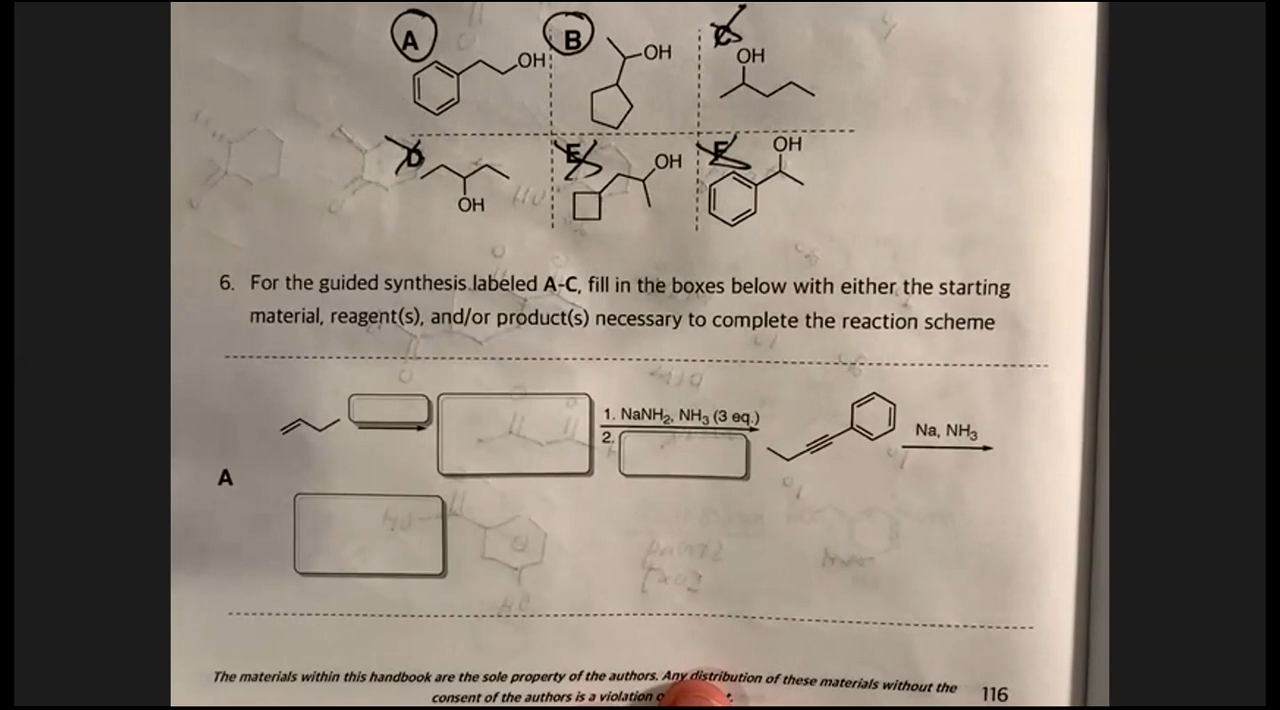 A B C
OH OH OH
D E F
OH OH OH
6. For the guided synthesis labeled A-C, fill in the boxes below with either the starting
material, reagent(s), and/or product(s) necessary to complete the reaction scheme
1. NaNH2, NH3 (3 eq.)
2.
Na, NH3
A
The materials within this handbook are the sole property of the authors. Any distribution of these materials without the
consent of the authors is a violation
116